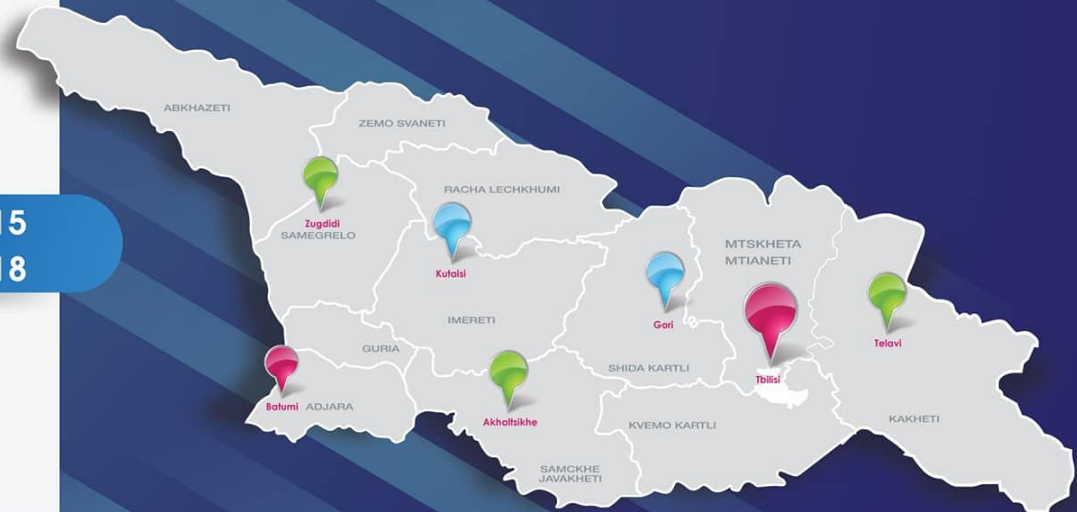 ABKHAZETI
ZEMO SVANETI
RACHA LECHKHUMI
15
18
Zugdidi
SAMEGRELO
Kutaisi
MTSKHETA
MTIANETI
IMERETI
Gori
Telavi
GURIA
SHIDA KARTLI
Tbilisi
Batumi
ADJARA
Akhaltsikhe
KVEMO KARTLI
KAKHETI
SAMCKHE
JAVAKHETI